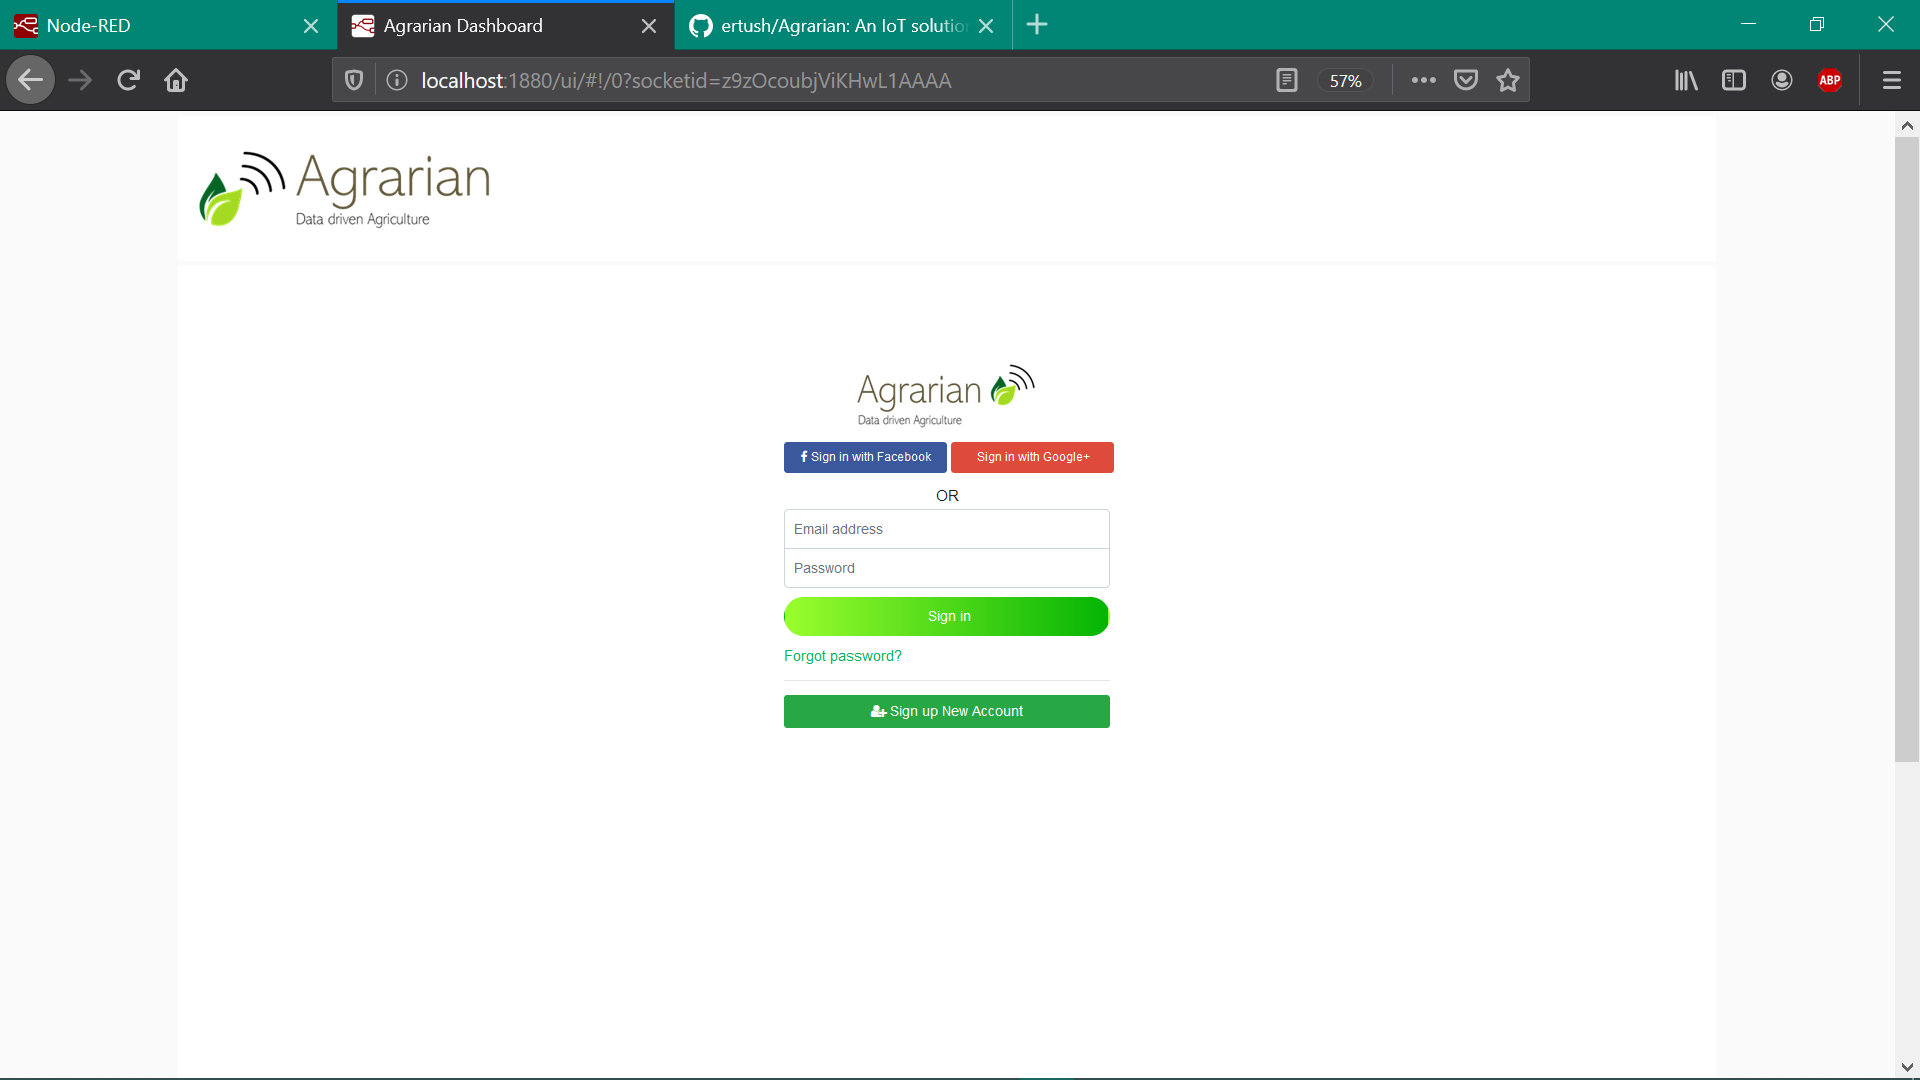 Node-RED
Agrarian Dashboard
ertush/Agrarian: An IoT solutio
localhost:1880/ui/#!/0?socketid=z9zOcoubjViKHwL1AAAA
57%
ABP
Agrarian
Data driven Agriculture
Agrarian
Data driven Agriculture
f Sign in with Facebook
Sign in with Google+
OR
Email address
Password
Sign in
Forgot password?
Sign up New Account